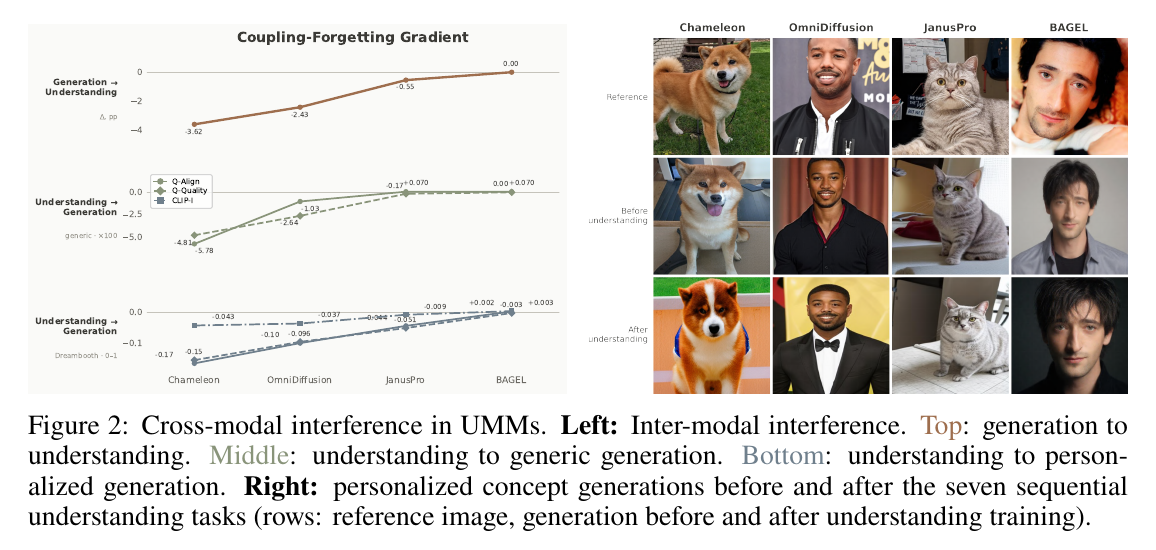 Coupling-Forgetting Gradient
Generation →
Understanding
Δ, pp
0
−2
−4
-3.62
-2.43
-0.55
0.00
Understanding →
Generation
generic · ×100
0.0
−2.5
−5.0
Q-Align
Q-Quality
CLIP-I
-4.81
-5.78
-1.03
-2.64
-0.17
+0.070
0.00
+0.070
Understanding →
Generation
Dreambooth · 0–1
0.0
−0.1
-0.17
-0.15
-0.043
-0.10
-0.096
-0.037
-0.044
-0.051
-0.009
+0.002
-0.003
+0.003
Chameleon
OmniDiffusion
JanusPro
BAGEL
Chameleon
OmniDiffusion
JanusPro
BAGEL
Reference
Before
understanding
After
understanding
Figure 2: Cross-modal interference in UMMs. Left: Inter-modal interference. Top: generation to
understanding. Middle: understanding to generic generation. Bottom: understanding to person-
alized generation. Right: personalized concept generations before and after the seven sequential
understanding tasks (rows: reference image, generation before and after understanding training).